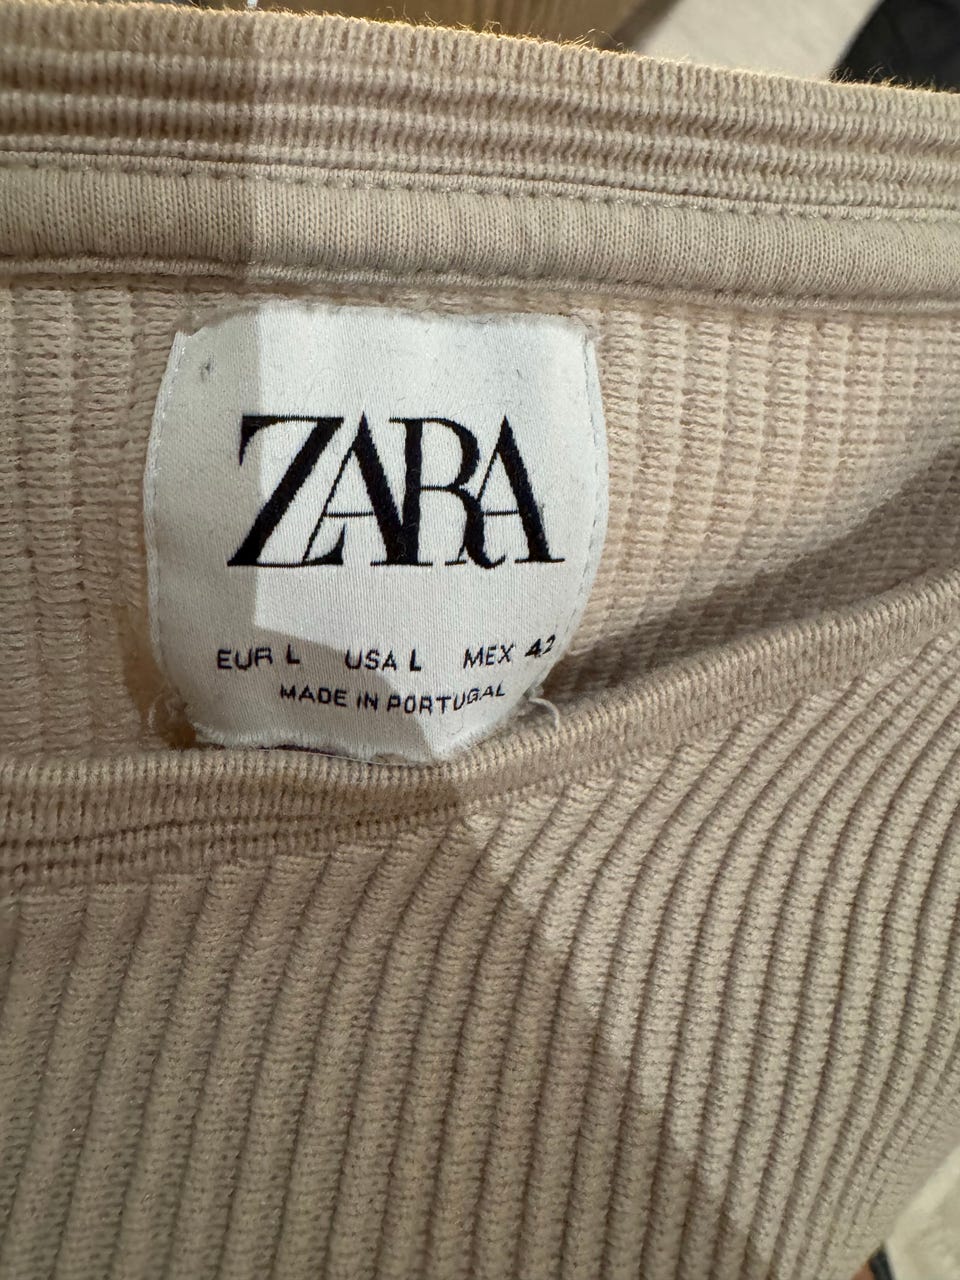 ZARA
EUR L USA L MEX 42
MADE IN PORTUGAL